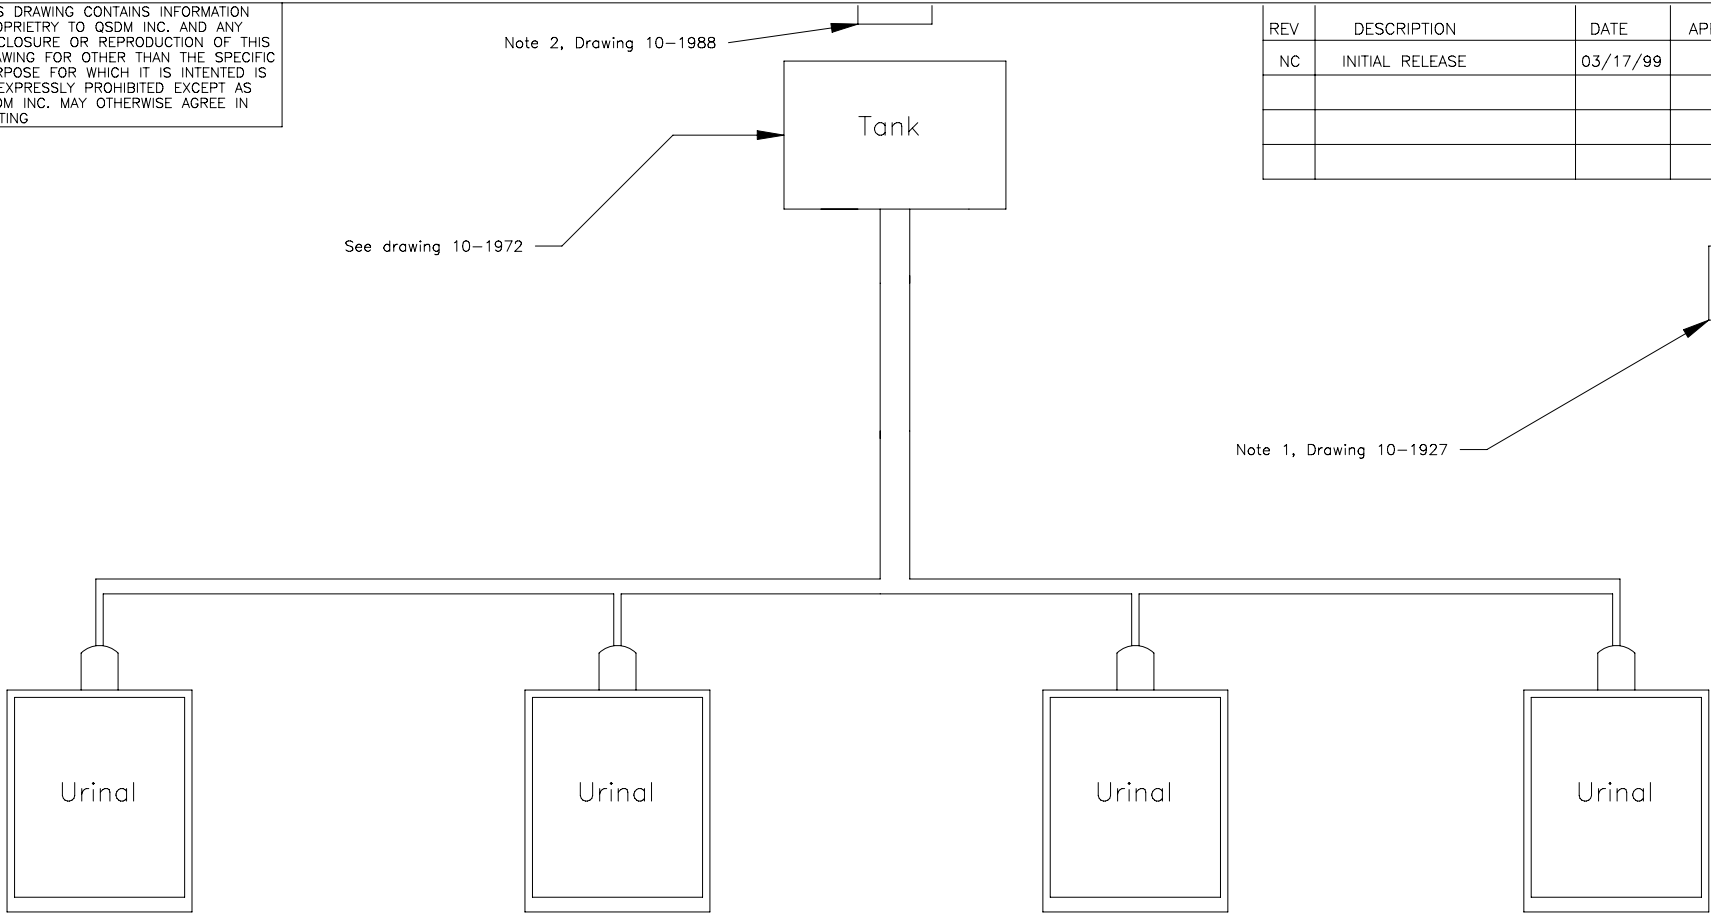 S DRAWING CONTAINS INFORMATION
OPRIETRY TO QSDM INC. AND ANY
CLOSURE OR REPRODUCTION OF THIS
AWING FOR OTHER THAN THE SPECIFIC
RPOSE FOR WHICH IT IS INTENTED IS
EXPRESSLY PROHIBITED EXCEPT AS
DM INC. MAY OTHERWISE AGREE IN
TING
Note 2, Drawing 10-1988
REV DESCRIPTION DATE AP
NC INITIAL RELEASE 03/17/99
Tank
See drawing 10-1972
Note 1, Drawing 10-1927
Urinal
Urinal
Urinal
Urinal